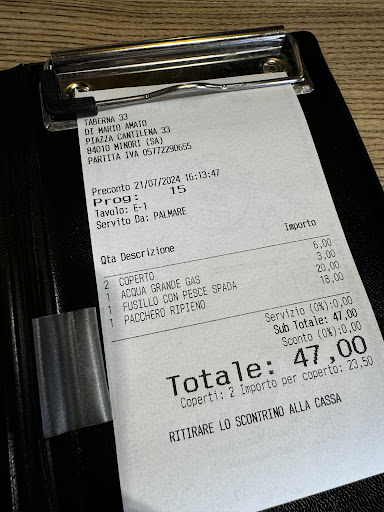 TABERNA 33
DI MARIO AMATO
PIAZZA CANTILENA 33
84010 MINORI (SA)
PARTITA IVA 05772290655
Preconto 21/07/2024 16:13:47
Prog: 15
Tavolo: E-1
Servito Da: PALMARE
Qta Descrizione Importo
2 COPERTO 6,00
1 ACQUA GRANDE GAS 3,00
1 FUSILLO CON PESCE SPADA 20,00
1 PACCHERO RIPIENO 18,00
Servizio (0%):0,00
Sub Totale: 47,00
Sconto (0%):0,00
Totale: 47,00
Coperti: 2 Importo per coperto: 23,50
RITIRARE LO SCONTRINO ALLA CASSA